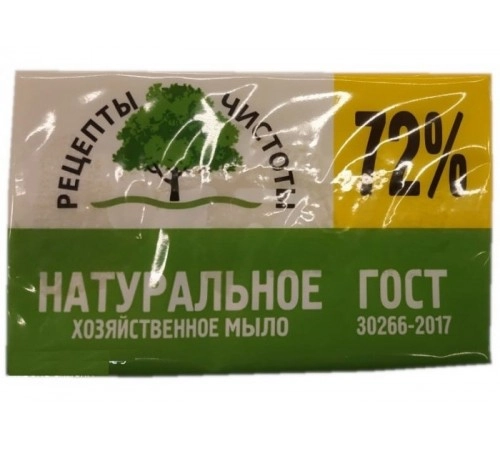 РЕЦЕПТЫ ЧИСТОТЫ
72%
НАТУРАЛЬНОЕ
ХОЗЯЙСТВЕННОЕ МЫЛО
ГОСТ
30266-2017